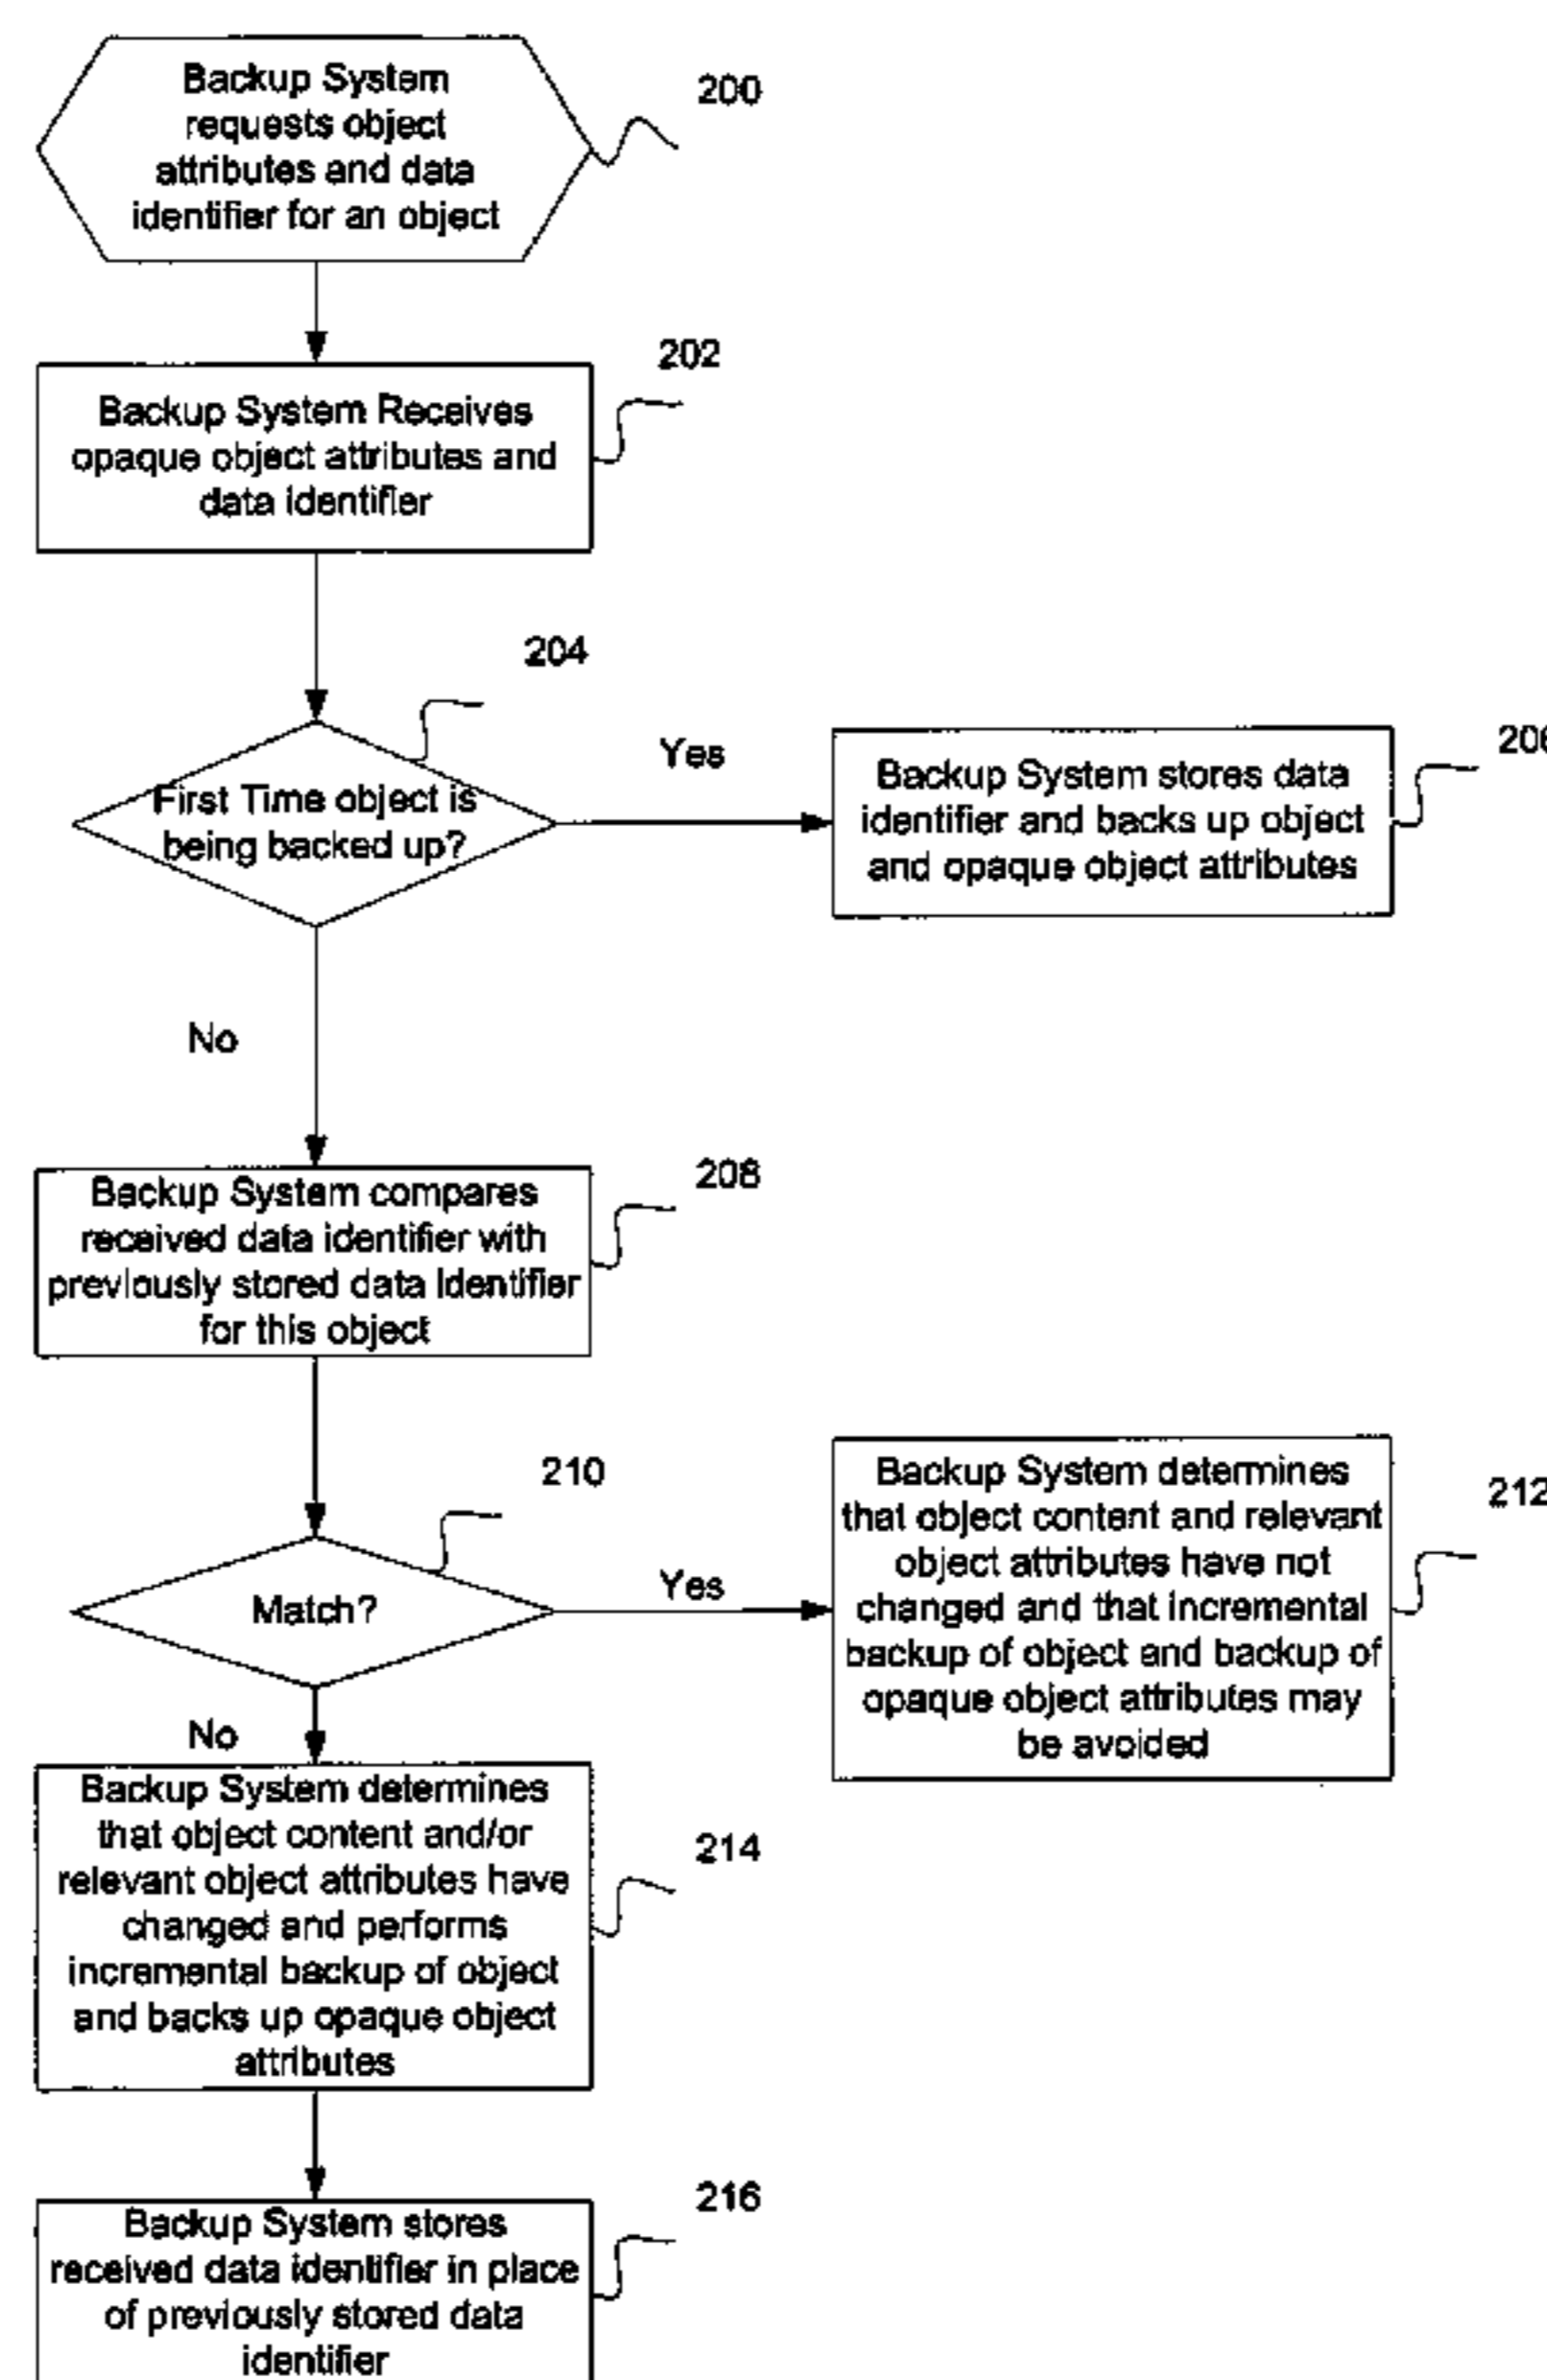 Backup System
requests object
attributes and data
identifier for an object
200
202
Backup System Receives
opaque object attributes and
data identifier
204
First Time object is
being backed up?
Yes
206
Backup System stores data
identifier and backs up object
and opaque object attributes
No
208
Backup System compares
received data identifier with
previously stored data identifier
for this object
210
Match?
Yes
212
Backup System determines
that object content and relevant
object attributes have not
changed and that incremental
backup of object and backup of
opaque object attributes may
be avoided
No
Backup System determines
that object content and/or
relevant object attributes have
changed and performs
incremental backup of object
and backs up opaque object
attributes
214
216
Backup System stores
received data identifier in place
of previously stored data
identifier